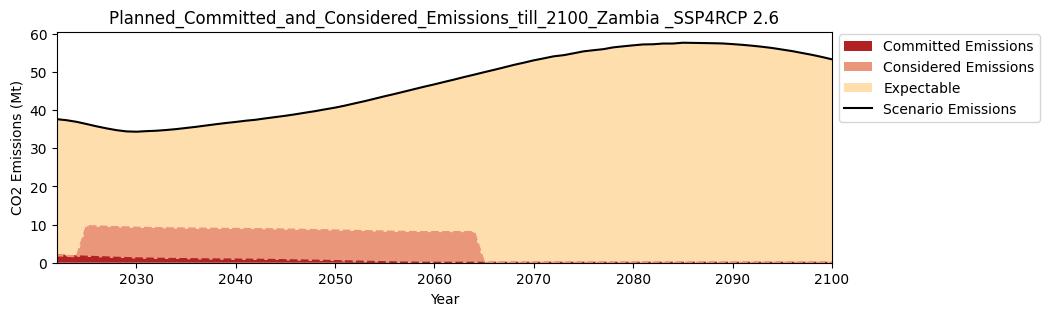 Planned_Committed_and_Considered_Emissions_till_2100_Zambia _SSP4RCP 2.6
Committed Emissions
Considered Emissions
Expectable
Scenario Emissions
CO2 Emissions (Mt)
60
50
40
30
20
10
0
2030 2040 2050 2060 2070 2080 2090 2100
Year